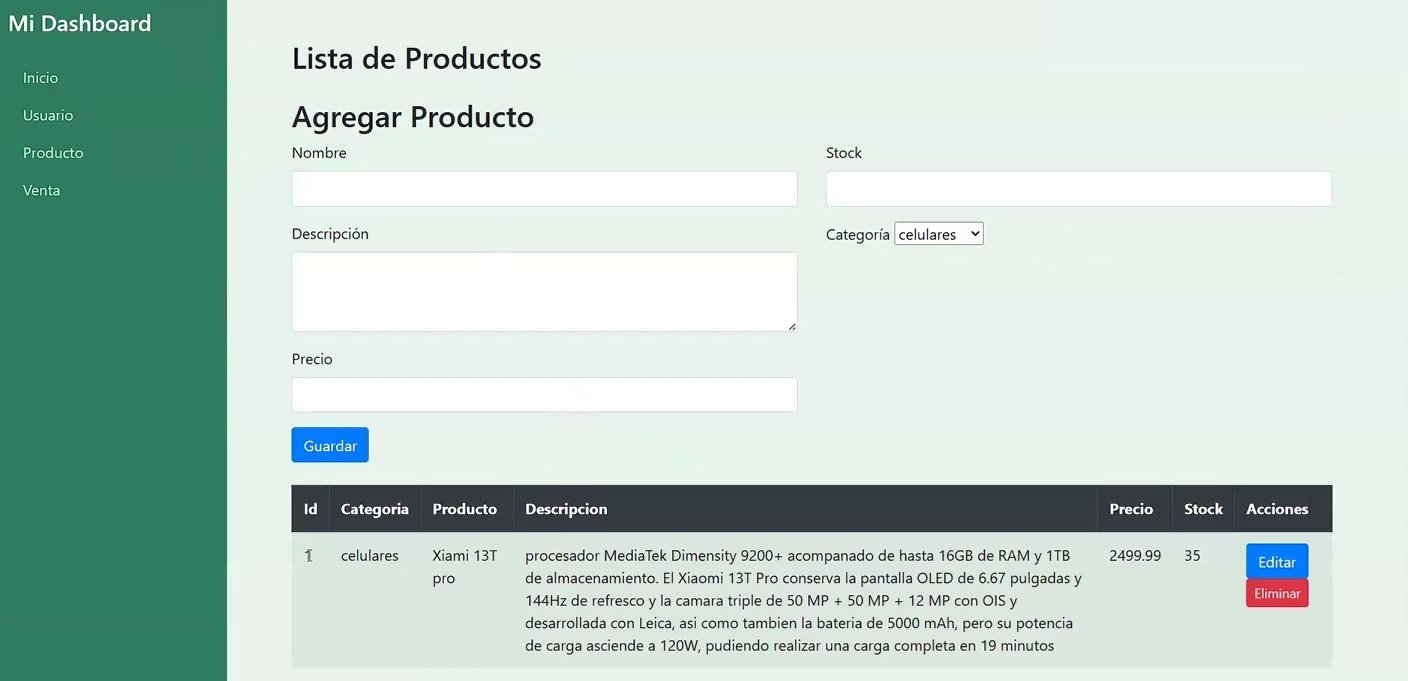 Mi Dashboard
Inicio
Usuario
Producto
Venta
Lista de Productos
Agregar Producto
Nombre
Stock
Descripción
Categoría celulares
Precio
Guardar
Id Categoria Producto Descripcion Precio Stock Acciones
1 celulares Xiami 13T procesador MediaTek Dimensity 9200+ acompanado de hasta 16GB de RAM y 1TB 2499.99 35 Editar
pro de almacenamiento. El Xiaomi 13T Pro conserva la pantalla OLED de 6.67 pulgadas y
144Hz de refresco y la camara triple de 50 MP + 50 MP + 12 MP con OIS y Eliminar
desarrollada con Leica, asi como tambien la bateria de 5000 mAh, pero su potencia
de carga asciende a 120W, pudiendo realizar una carga completa en 19 minutos